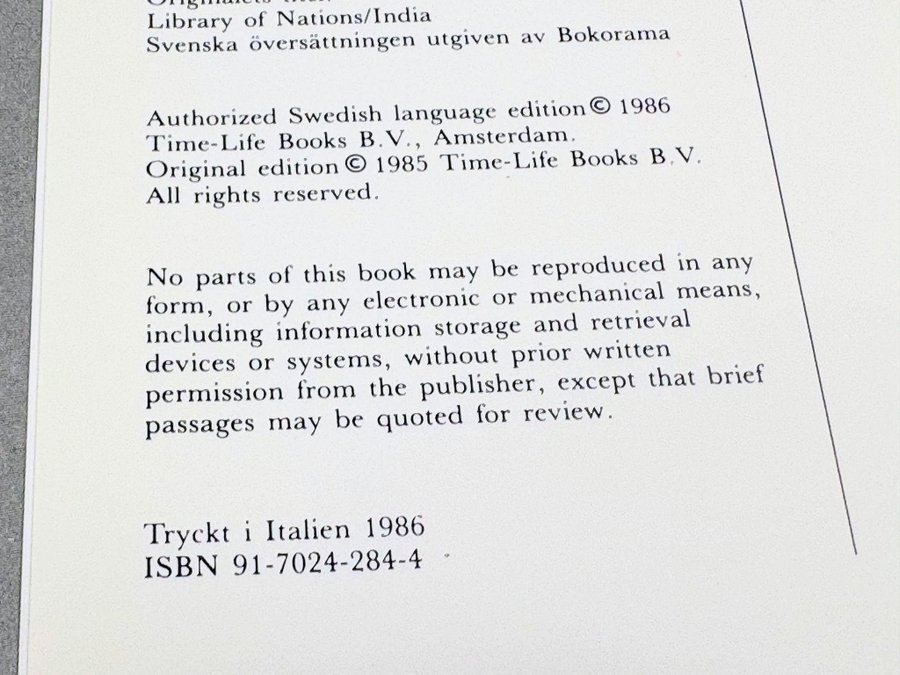 Originalets titel:
Library of Nations/India
Svenska översättningen utgiven av Bokorama
Authorized Swedish language edition © 1986
Time-Life Books B.V., Amsterdam.
Original edition © 1985 Time-Life Books B.V.
All rights reserved.
No parts of this book may be reproduced in any
form, or by any electronic or mechanical means,
including information storage and retrieval
devices or systems, without prior written
permission from the publisher, except that brief
passages may be quoted for review.
Tryckt i Italien 1986
ISBN 91-7024-284-4